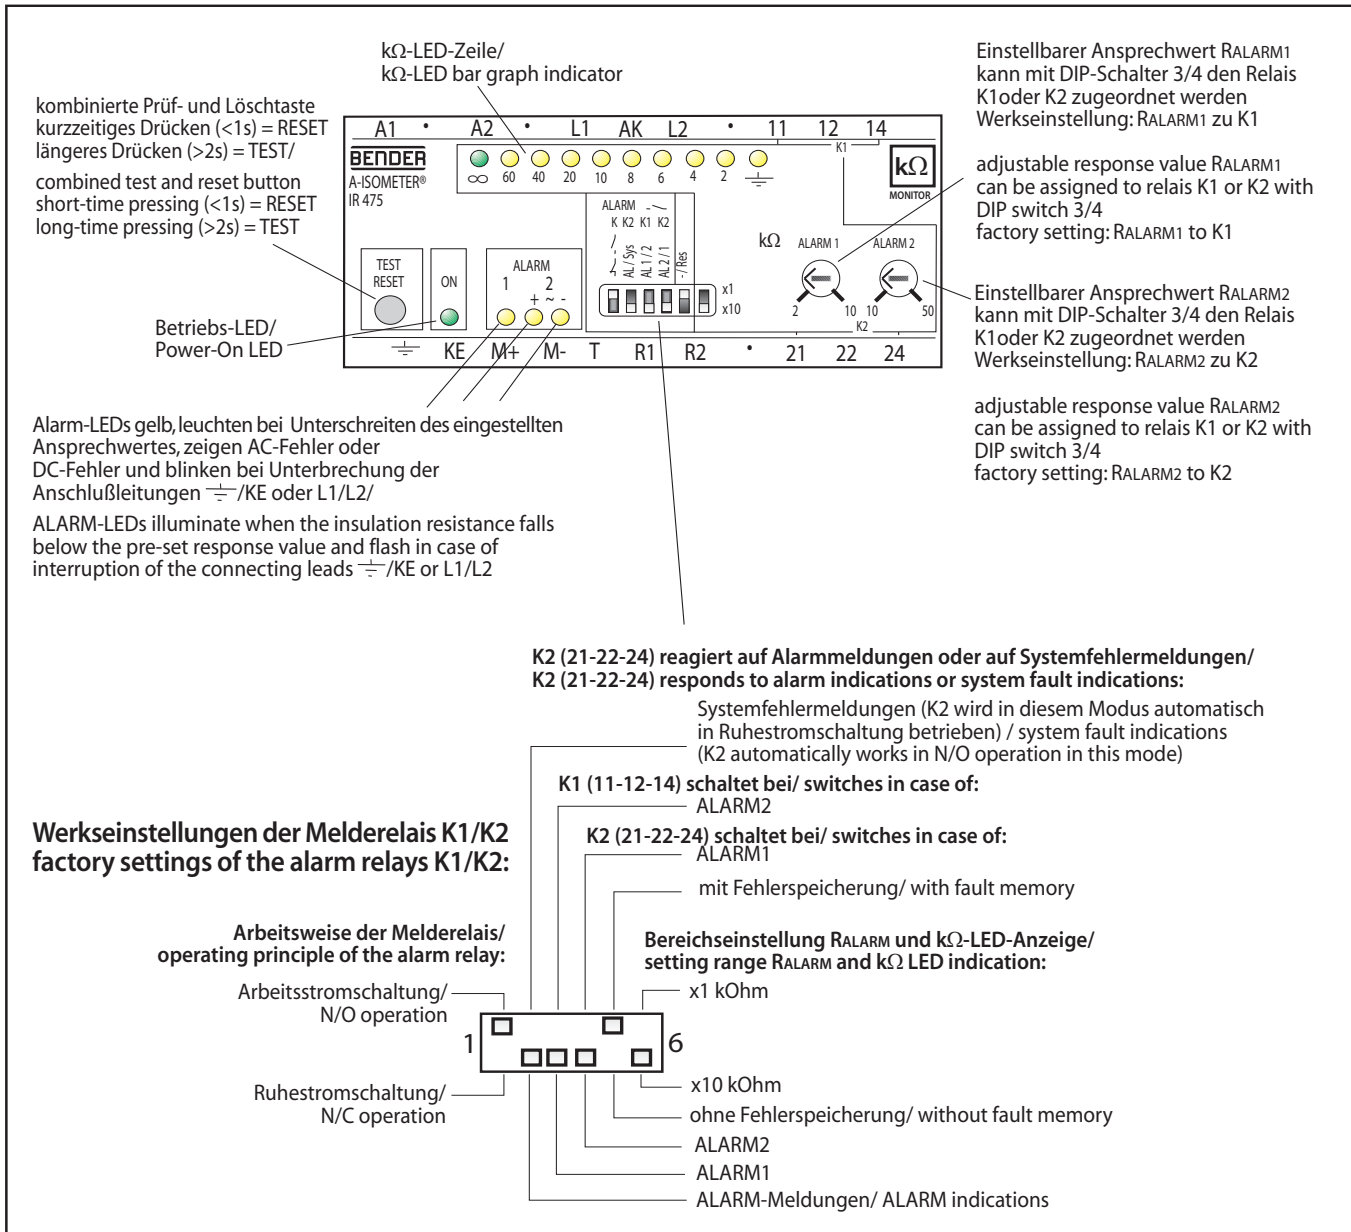 kΩ-LED-Zeile/
kΩ-LED bar graph indicator
kombinierte Prüf- und Löschtaste
kurzzeitiges Drücken (<1s) = RESET
längeres Drücken (>2s) = TEST/
combined test and reset button
short-time pressing (<1s) = RESET
long-time pressing (>2s) = TEST
Einstellbarer Ansprechwert RALARM1
kann mit DIP-Schalter 3/4 den Relais
K1oder K2 zugeordnet werden
Werkseinstellung: RALARM1 zu K1
adjustable response value RALARM1
can be assigned to relais K1 or K2 with
DIP switch 3/4
factory setting: RALARM1 to K1
A1 • A2 • L1 AK L2 • 11 12 14
K1
BENDER
A-ISOMETER®
IR 475
∞ 60 40 20 10 8 6 4 2
kΩ
MONITOR
ALARM
K K2 K1 K2
AL / Sys
AL 1 / 2
AL 2 / 1
- / Res
x1
x10
kΩ ALARM 1 ALARM 2
2 10 10 50
K2
TEST
RESET
ON
ALARM
1 2
+ ~ -
KE M+ M- T R1 R2 • 21 22 24
Betriebs-LED/
Power-On LED
Einstellbarer Ansprechwert RALARM2
kann mit DIP-Schalter 3/4 den Relais
K1oder K2 zugeordnet werden
Werkseinstellung: RALARM2 zu K2
adjustable response value RALARM2
can be assigned to relais K1 or K2 with
DIP switch 3/4
factory setting: RALARM2 to K2
Alarm-LEDs gelb, leuchten bei Unterschreiten des eingestellten
Ansprechwertes, zeigen AC-Fehler oder
DC-Fehler und blinken bei Unterbrechung der
Anschlußleitungen ⏚/KE oder L1/L2/
ALARM-LEDs illuminate when the insulation resistance falls
below the pre-set response value and flash in case of
interruption of the connecting leads ⏚/KE or L1/L2
K2 (21-22-24) reagiert auf Alarmmeldungen oder auf Systemfehlermeldungen/
K2 (21-22-24) responds to alarm indications or system fault indications:
Systemfehlermeldungen (K2 wird in diesem Modus automatisch
in Ruhestromschaltung betrieben) / system fault indications
(K2 automatically works in N/O operation in this mode)
K1 (11-12-14) schaltet bei/ switches in case of:
ALARM2
K2 (21-22-24) schaltet bei/ switches in case of:
ALARM1
mit Fehlerspeicherung/ with fault memory
Werkseinstellungen der Melderelais K1/K2
factory settings of the alarm relays K1/K2:
Arbeitsweise der Melderelais/
operating principle of the alarm relay:
Bereichseinstellung RALARM und kΩ-LED-Anzeige/
setting range RALARM and kΩ LED indication:
Arbeitsstromschaltung/
N/O operation
x1 kOhm
1 6
Ruhestromschaltung/
N/C operation
x10 kOhm
ohne Fehlerspeicherung/ without fault memory
ALARM2
ALARM1
ALARM-Meldungen/ ALARM indications